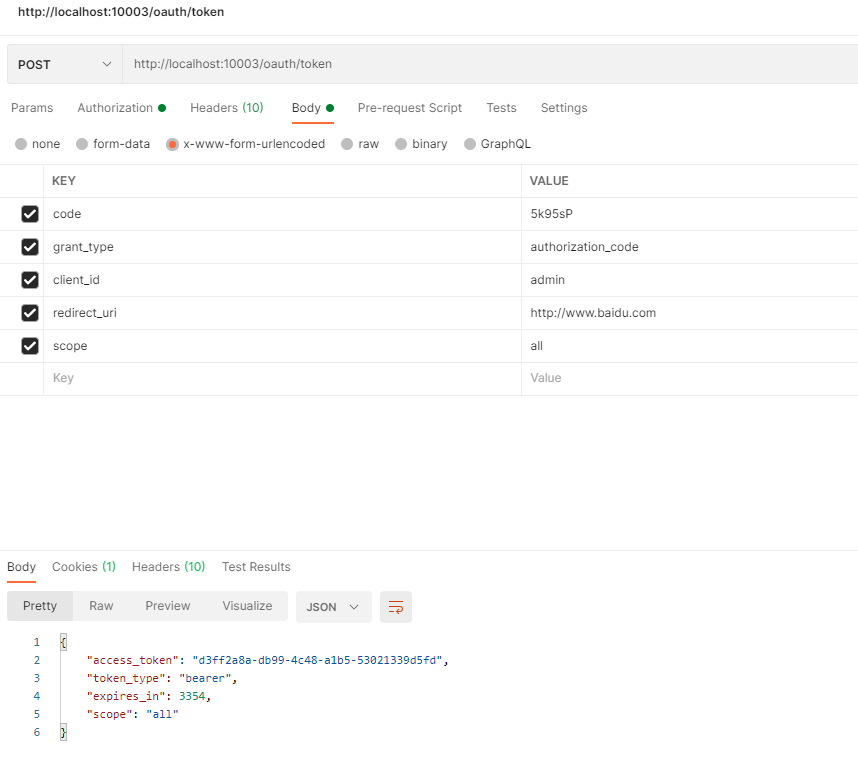 http://localhost:10003/oauth/token
POST http://localhost:10003/oauth/token
Params Authorization Headers (10) Body Pre-request Script Tests Settings
none form-data x-www-form-urlencoded raw binary GraphQL
KEY VALUE
code 5k95sP
grant_type authorization_code
client_id admin
redirect_uri http://www.baidu.com
scope all
Key Value
Body Cookies (1) Headers (10) Test Results
Pretty Raw Preview Visualize JSON
1 {
2 "access_token": "d3ff2a8a-db99-4c48-a1b5-53021339d5fd",
3 "token_type": "bearer",
4 "expires_in": 3354,
5 "scope": "all"
6 }